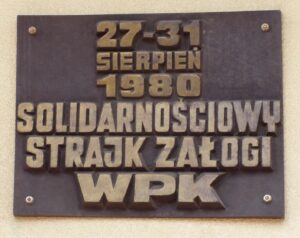 27-31
SIERPIEŃ
1980
SOLIDARNOŚCIOWY
STRAJK ZAŁOGI
WPK